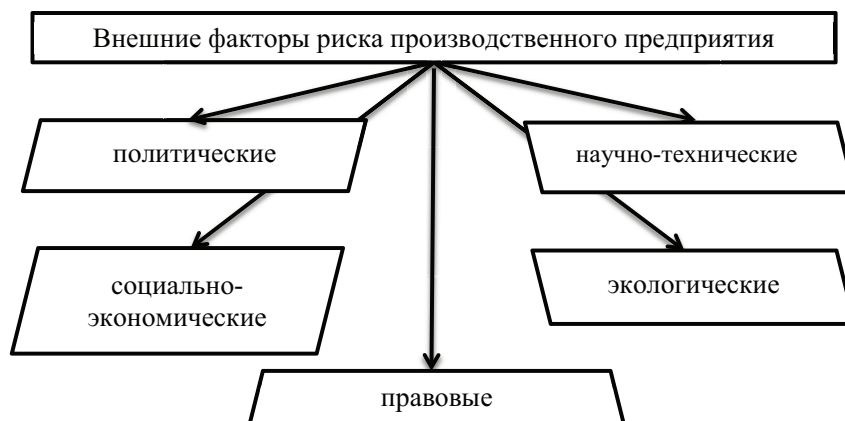 Внешние факторы риска производственного предприятия
политические
научно-технические
социально-
экономические
экологические
правовые